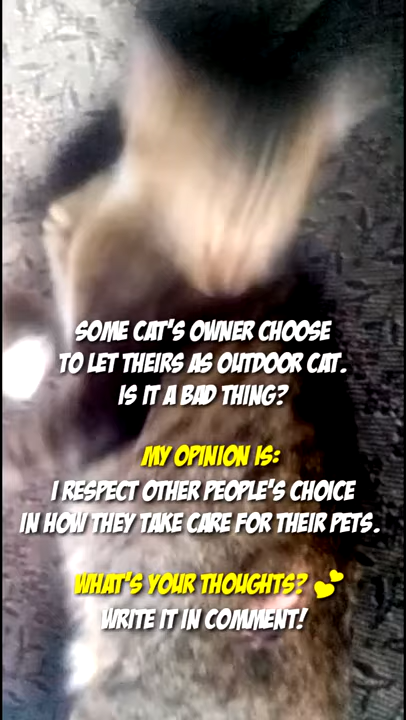 SOME CAT'S OWNER CHOOSE
TO LET THEIRS AS OUTDOOR CAT.
IS IT A BAD THING?
MY OPINION IS:
I RESPECT OTHER PEOPLE'S CHOICE
IN HOW THEY TAKE CARE FOR THEIR PETS.
WHAT'S YOUR THOUGHTS? 💕
WRITE IT IN COMMENT!